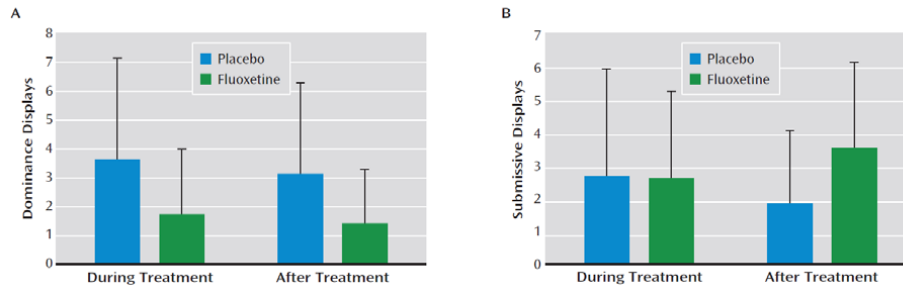 A
Dominance Displays
8
7
6
5
4
3
2
1
0
Placebo
Fluoxetine
During Treatment
After Treatment
B
Submissive Displays
7
6
5
4
3
2
1
0
Placebo
Fluoxetine
During Treatment
After Treatment